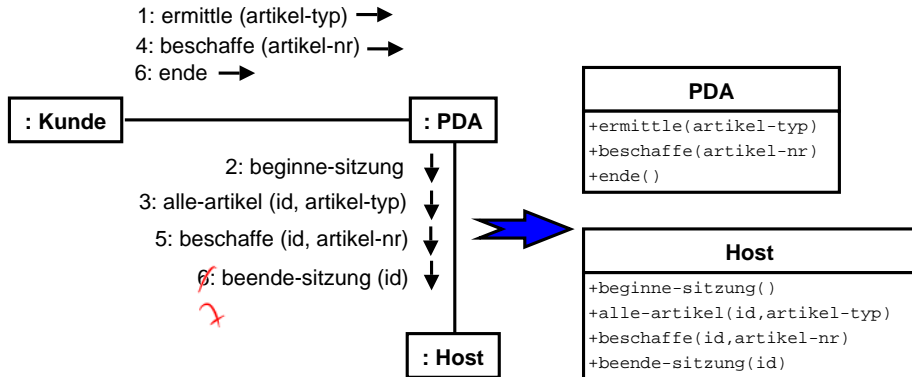 1: ermittle (artikel-typ)
4: beschaffe (artikel-nr)
6: ende
: Kunde
: PDA
2: beginne-sitzung
3: alle-artikel (id, artikel-typ)
5: beschaffe (id, artikel-nr)
6: beende-sitzung (id)
7
: Host
PDA
+ermittle(artikel-typ)
+beschaffe(artikel-nr)
+ende()
Host
+beginne-sitzung()
+alle-artikel(id,artikel-typ)
+beschaffe(id,artikel-nr)
+beende-sitzung(id)